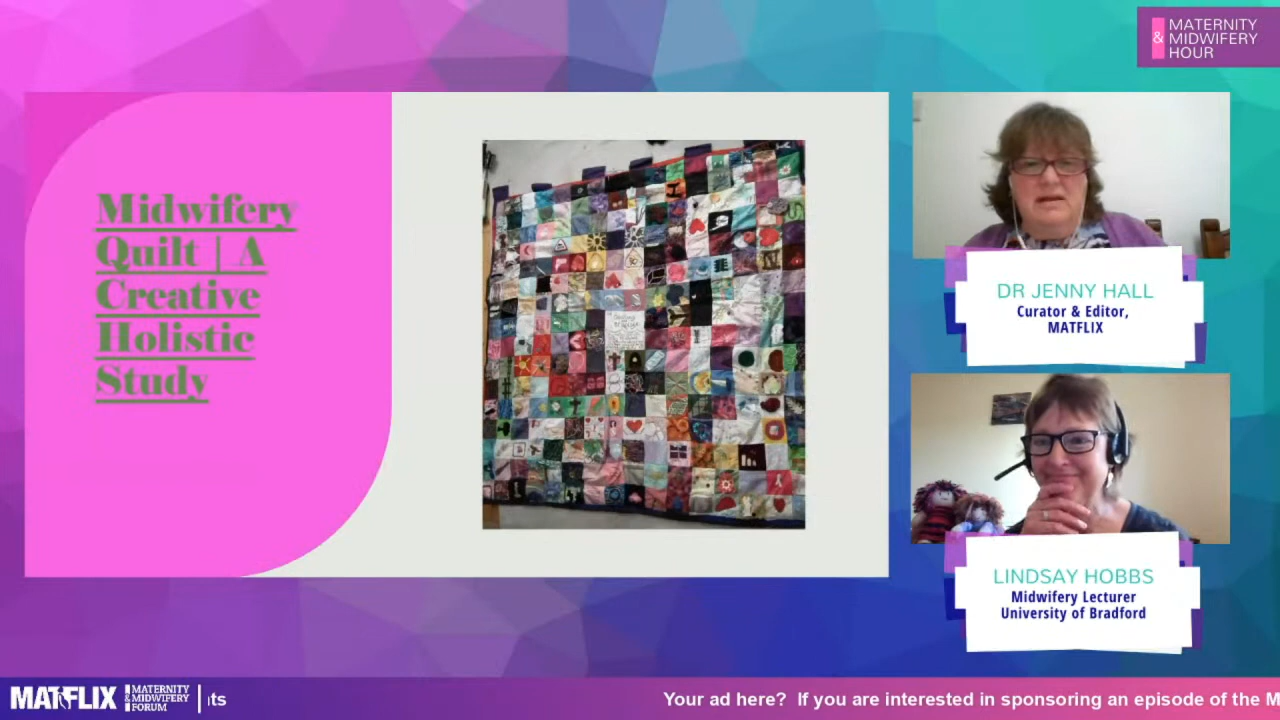 MATERNITY
& MIDWIFERY
HOUR
Midwifery
Quilt | A
Creative
Holistic
Study
DR JENNY HALL
Curator & Editor,
MATFLIX
LINDSAY HOBBS
Midwifery Lecturer
University of Bradford
MATFLIX
MATERNITY
& MIDWIFERY
FORUM
ts
Your ad here? If you are interested in sponsoring an episode of the M